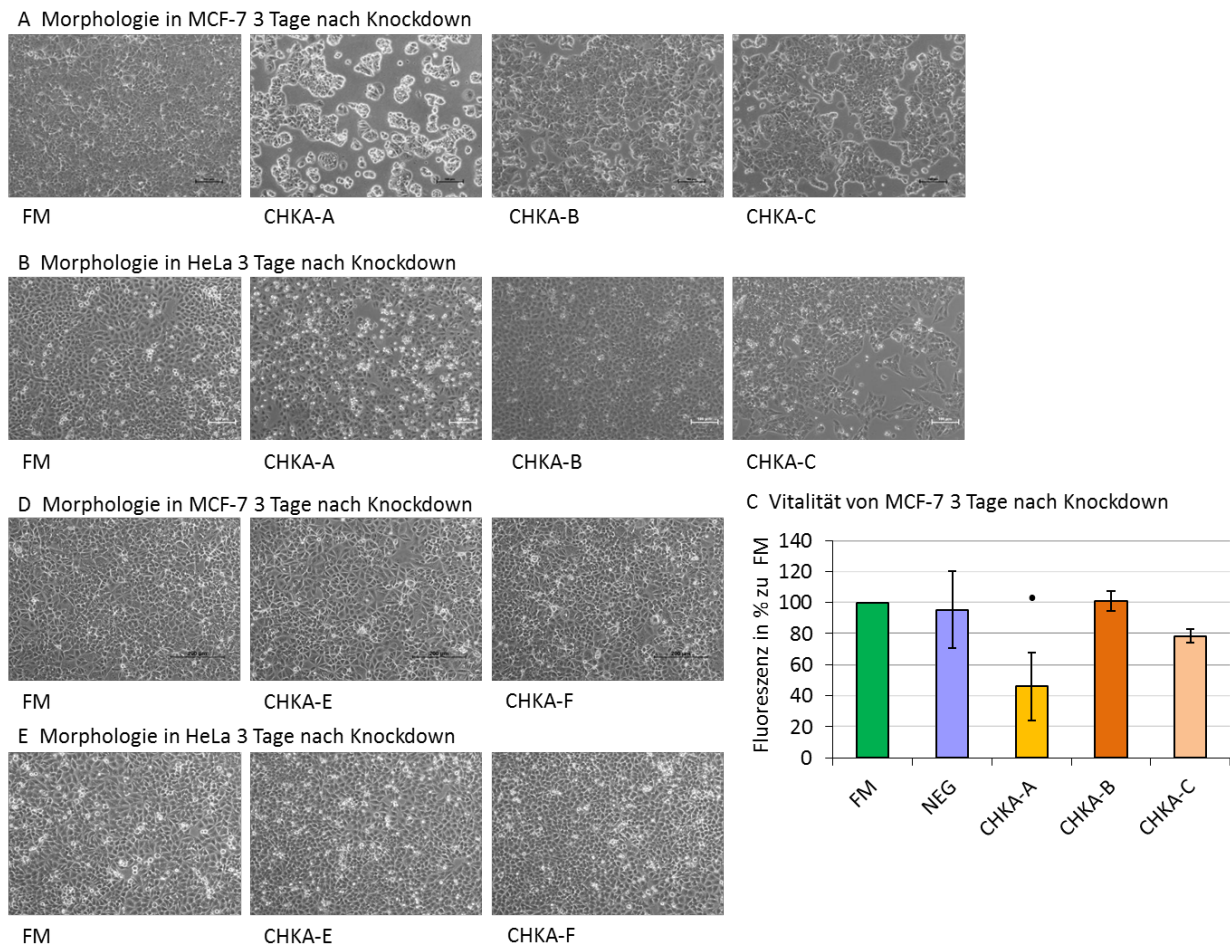 A Morphologie in MCF-7 3 Tage nach Knockdown
FM CHKA-A CHKA-B CHKA-C
B Morphologie in HeLa 3 Tage nach Knockdown
FM CHKA-A CHKA-B CHKA-C
D Morphologie in MCF-7 3 Tage nach Knockdown
FM CHKA-E CHKA-F
E Morphologie in HeLa 3 Tage nach Knockdown
FM CHKA-E CHKA-F
C Vitalität von MCF-7 3 Tage nach Knockdown
Fluoreszenz in % zu FM
140
120
100
80
60
40
20
0
FM NEG CHKA-A CHKA-B CHKA-C